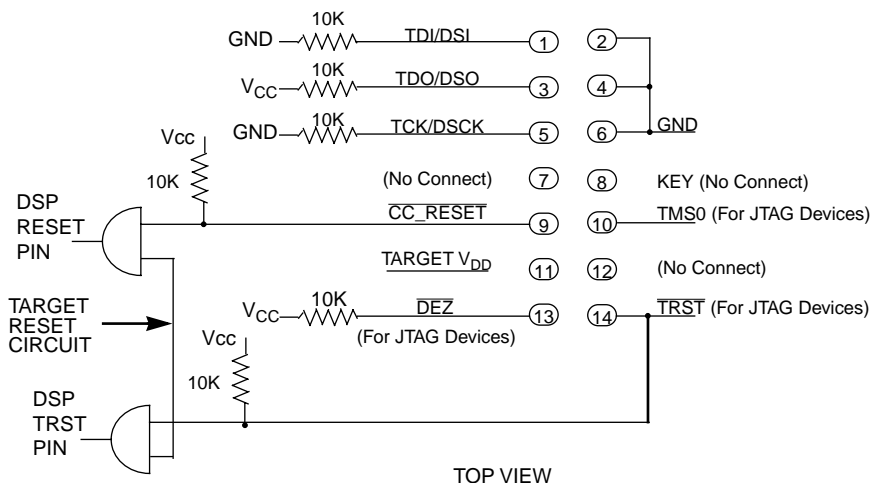 10K
GND TDI/DSI 1 2
10K
VCC TDO/DSO 3 4
10K
GND TCK/DSCK 5 6 GND
Vcc
10K
(No Connect) 7 8 KEY (No Connect)
DSP
RESET
PIN
CC_RESET 9 10 TMS0 (For JTAG Devices)
TARGET VDD 11 12 (No Connect)
TARGET
RESET
CIRCUIT
10K
VCC DEZ 13 14 TRST (For JTAG Devices)
(For JTAG Devices)
Vcc
10K
DSP
TRST
PIN
TOP VIEW